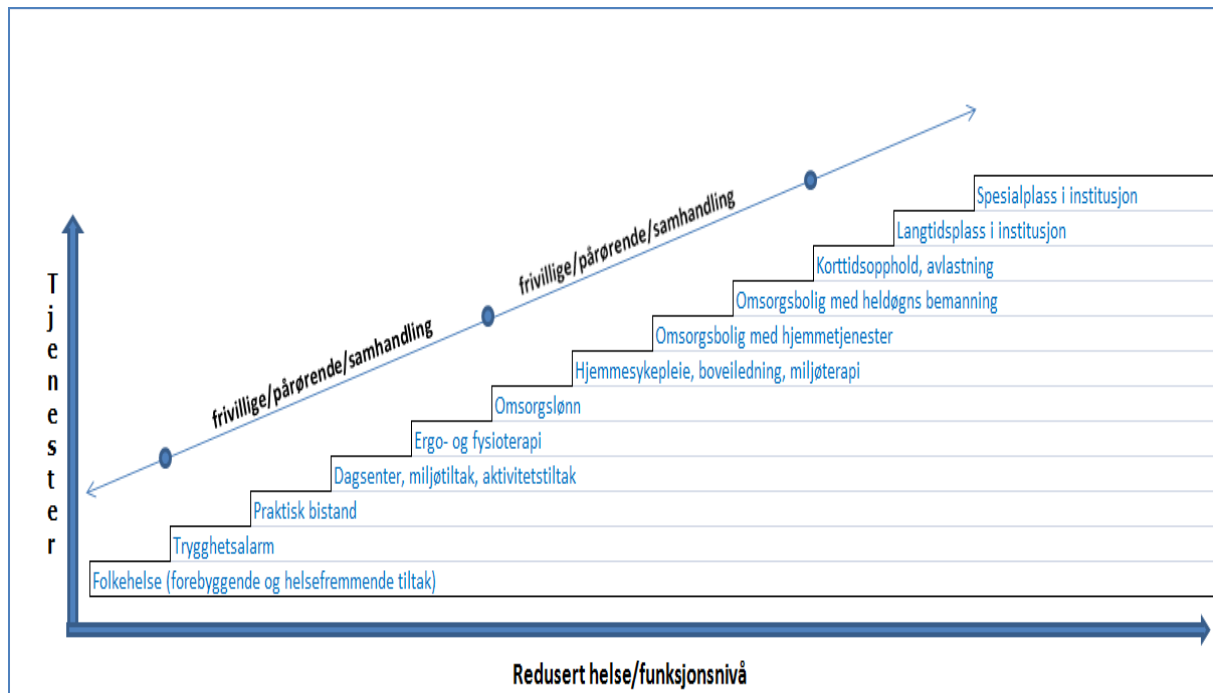 frivillige/pårørende/samhandling
frivillige/pårørende/samhandling
Tjenester
Spesialplass i institusjon
Langtidsplass i institusjon
Korttidsopphold, avlastning
Omsorgsbolig med heldøgns bemanning
Omsorgsbolig med hjemmetjenester
Hjemmesykepleie, boveiledning, miljøterapi
Omsorgslønn
Ergo- og fysioterapi
Dagsenter, miljøtiltak, aktivitetstiltak
Praktisk bistand
Trygghetsalarm
Folkehelse (forebyggende og helsefremmende tiltak)
Redusert helse/funksjonsnivå